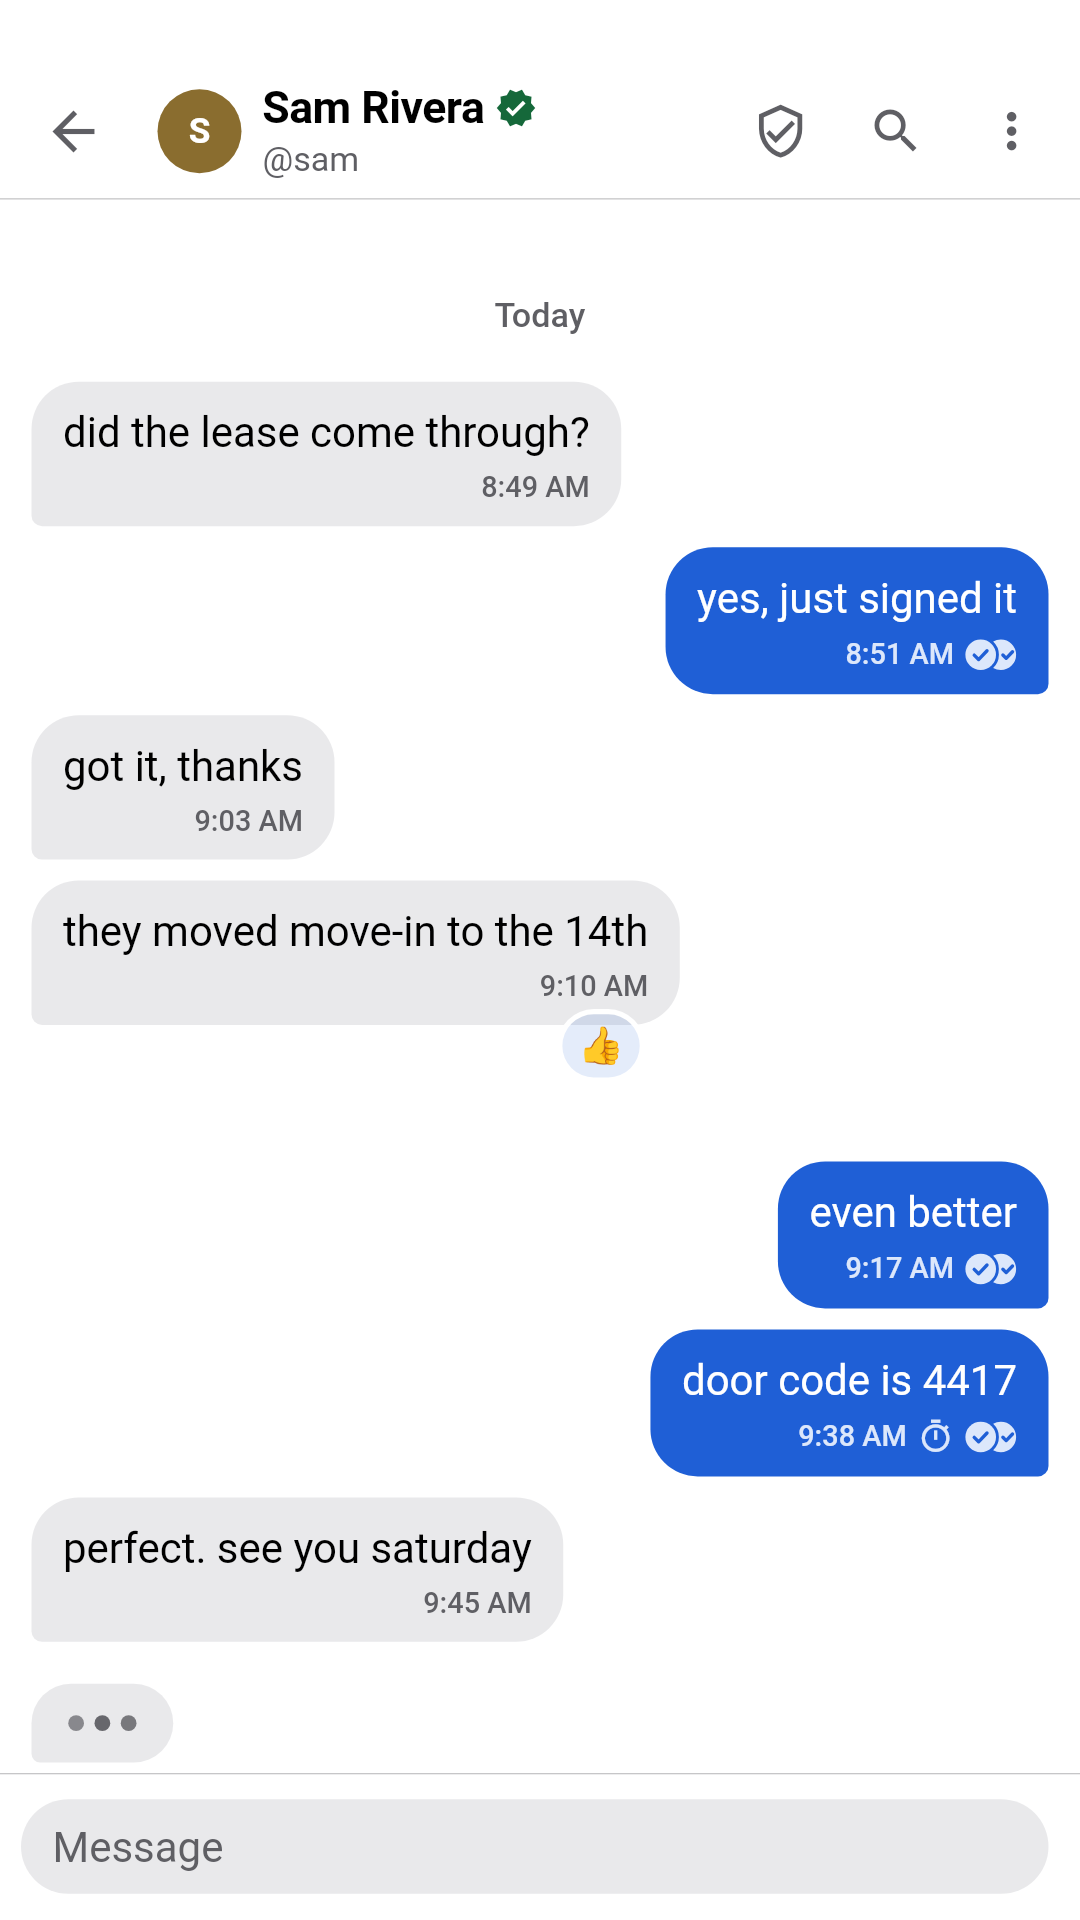 S
Sam Rivera
@sam
Today
did the lease come through?
8:49 AM
yes, just signed it
8:51 AM
got it, thanks
9:03 AM
they moved move-in to the 14th
9:10 AM
👍
even better
9:17 AM
door code is 4417
9:38 AM
perfect. see you saturday
9:45 AM
Message